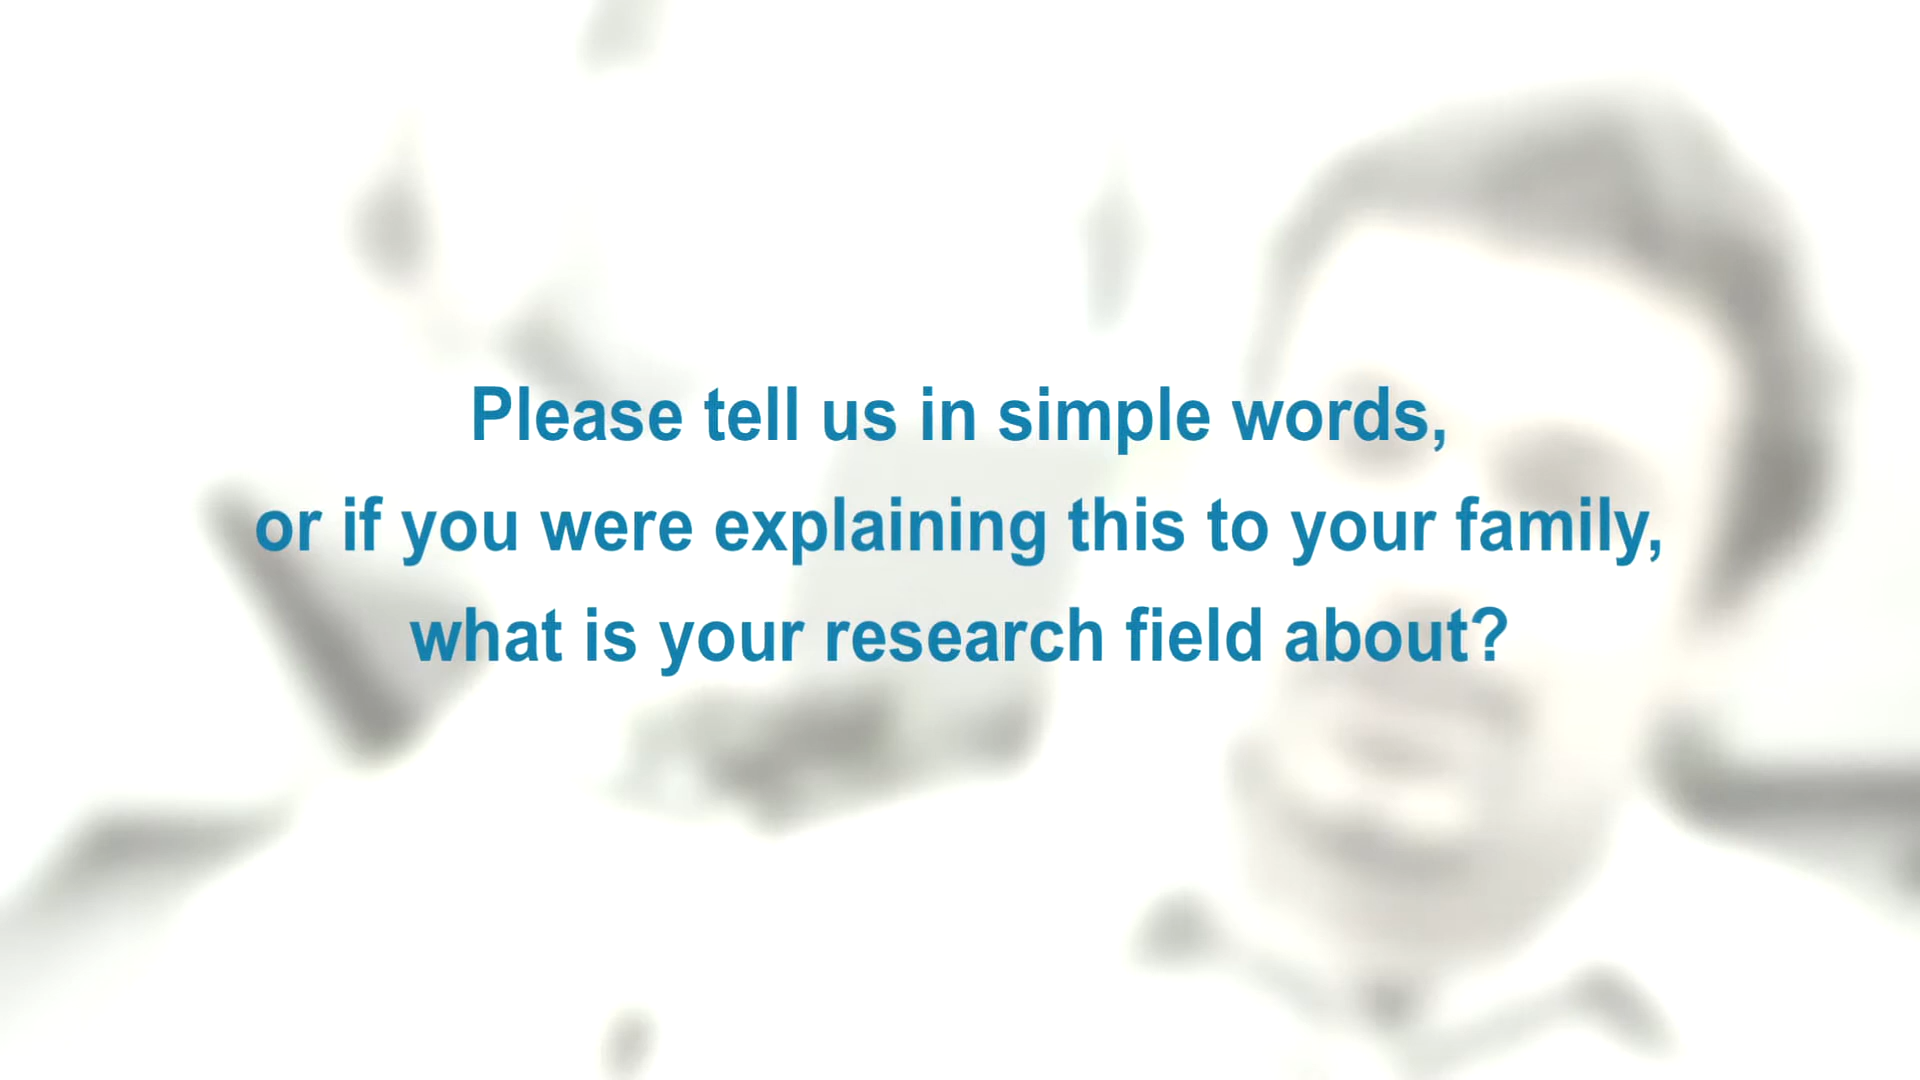 Please tell us in simple words,
or if you were explaining this to your family,
what is your research field about?